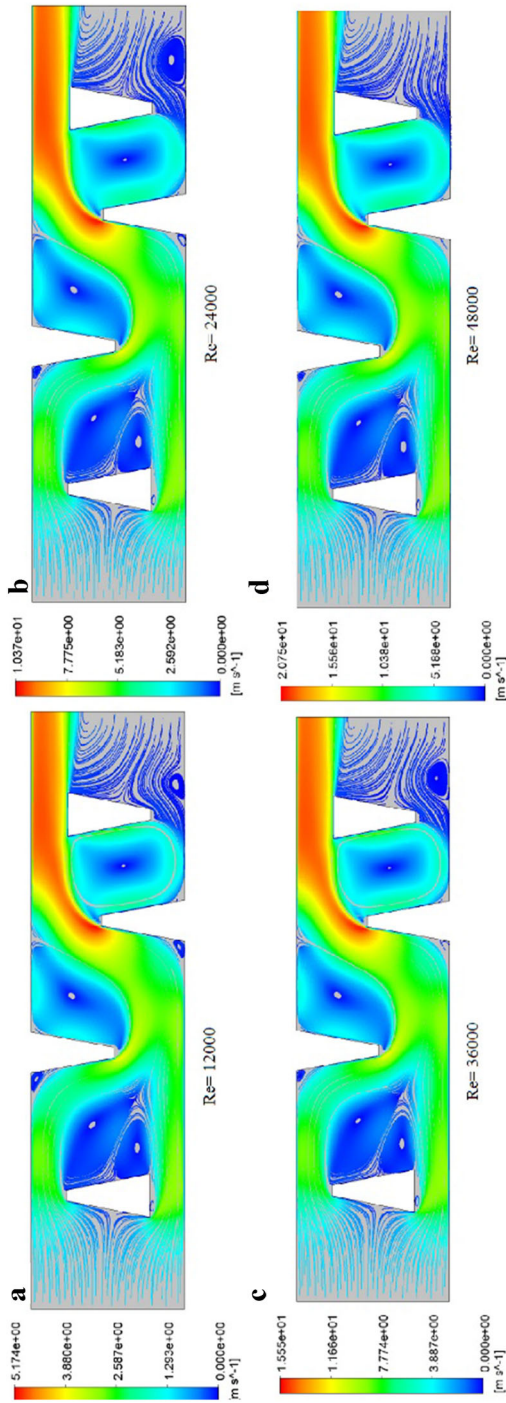 a
5.174e+00
3.880e+00
2.587e+00
1.293e+00
0.000e+00
[m s^-1]
Re= 12000
b
1.037e+01
7.775e+00
5.183e+00
2.592e+00
0.000e+00
[m s^-1]
Re= 24000
c
1.555e+01
1.166e+01
7.774e+00
3.887e+00
0.000e+00
[m s^-1]
Re= 36000
d
2.075e+01
1.556e+01
1.038e+01
5.188e+00
0.000e+00
[m s^-1]
Re= 48000